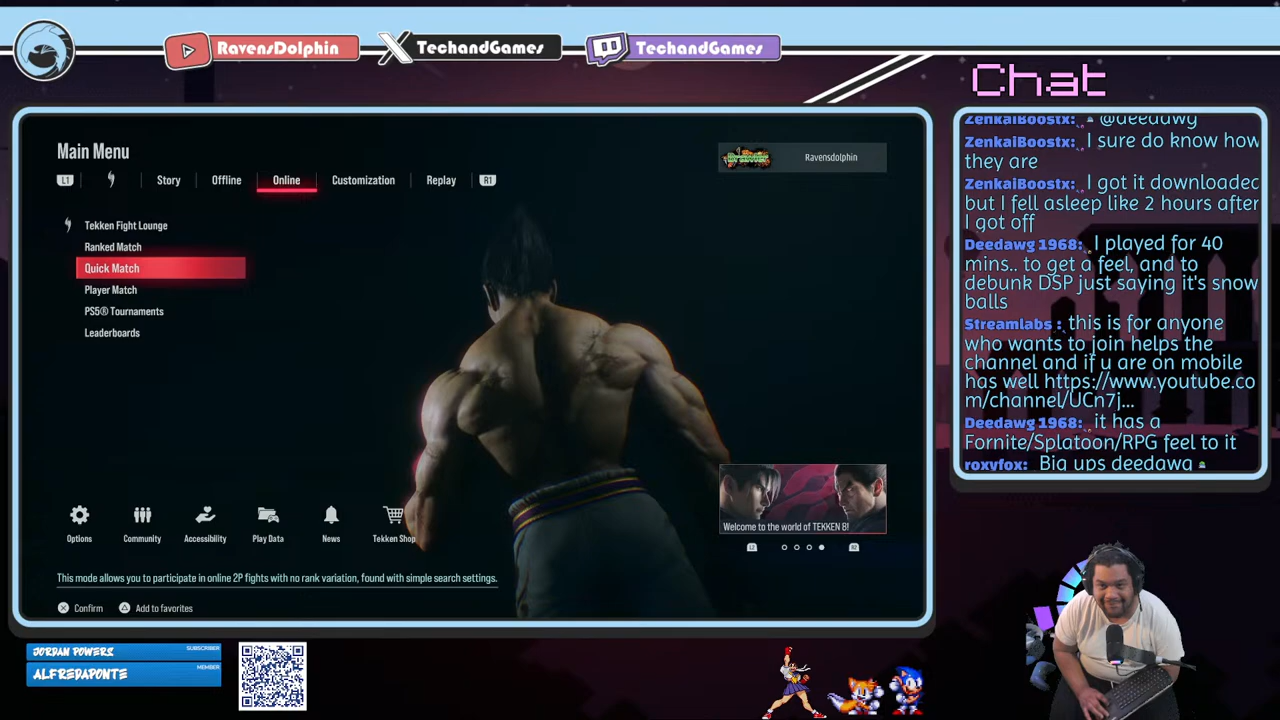 RavensDolphin
TechandGames
TechandGames
Chat
Main Menu
Ravensdolphin
L1
Story
Offline
Online
Customization
Replay
R1
Tekken Fight Lounge
Ranked Match
Quick Match
Player Match
PS5® Tournaments
Leaderboards
Welcome to the world of TEKKEN 8!
L2
R2
Options
Community
Accessibility
Play Data
News
Tekken Shop
This mode allows you to participate in online 2P fights with no rank variation, found with simple search settings.
Confirm
Add to favorites
ZenkaiBoostx: @deedawg
ZenkaiBoostx: I sure do know how
they are
ZenkaiBoostx: I got it downloaded
but I fell asleep like 2 hours after
I got off
Deedawg 1968: I played for 40
mins.. to get a feel, and to
debunk DSP just saying it's snow
balls
Streamlabs : this is for anyone
who wants to join helps the
channel and if u are on mobile
has well https://www.youtube.co
m/channel/UCn7j...
Deedawg 1968: it has a
Fornite/Splatoon/RPG feel to it
roxyfox: Big ups deedawg
JORDAN POWERS
SUBSCRIBER
ALFREDAPONTE
MEMBER